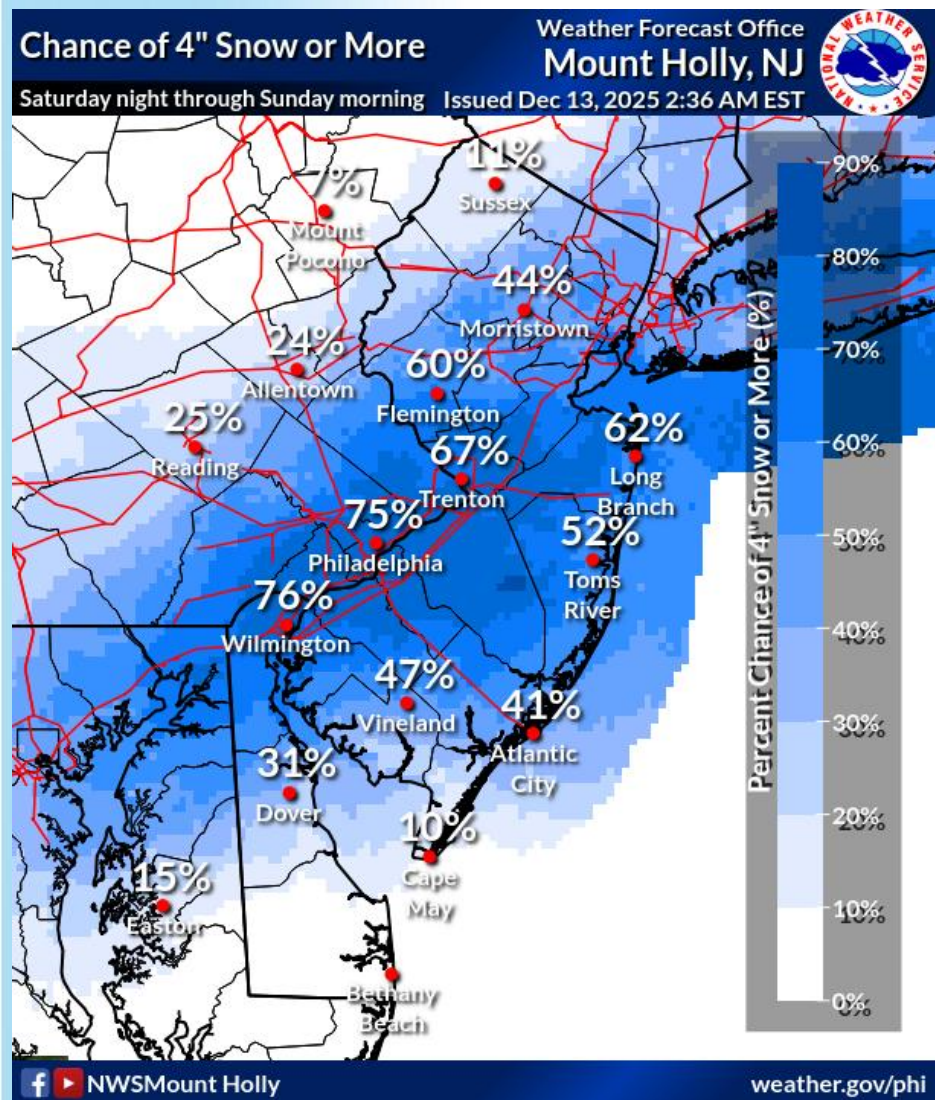 Chance of 4" Snow or More
Saturday night through Sunday morning
Weather Forecast Office
Mount Holly, NJ
Issued Dec 13, 2025 2:36 AM EST
NATIONAL WEATHER SERVICE
11%
Sussex
7%
Mount
Pocono
44%
Morristown
24%
Allentown
60%
Flemington
25%
Reading
62%
Long
Branch
67%
Trenton
75%
Philadelphia
52%
Toms
River
76%
Wilmington
47%
Vineland
41%
Atlantic
City
31%
Dover
10%
Cape
May
15%
Easton
Bethany
Beach
Percent Chance of 4" Snow or More (%)
90%
80%
70%
60%
50%
40%
30%
20%
10%
0%
NWSMount Holly
weather.gov/phi